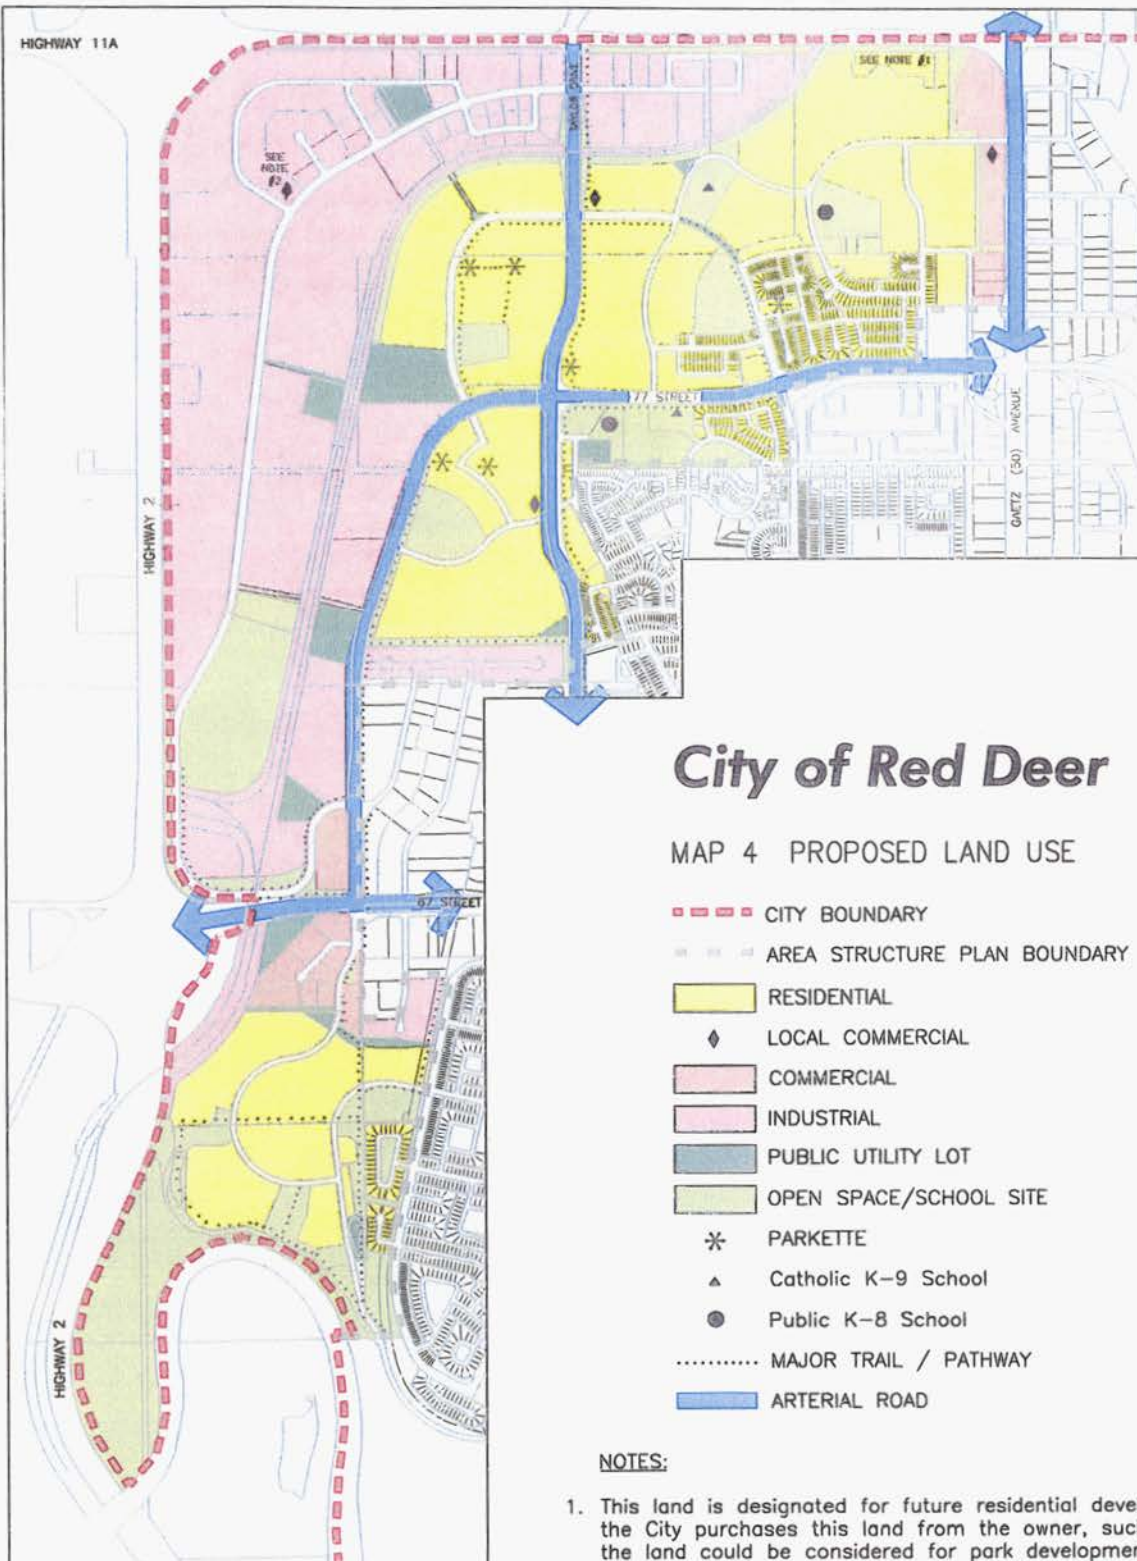 HIGHWAY 11A
TAYLOR DRIVE
SEE NOTE #1
SEE
NOTE
#2
77 STREET
HIGHWAY 2
GAETZ (50) AVENUE
67 STREET
HIGHWAY 2
City of Red Deer
MAP 4 PROPOSED LAND USE
CITY BOUNDARY
AREA STRUCTURE PLAN BOUNDARY
RESIDENTIAL
LOCAL COMMERCIAL
COMMERCIAL
INDUSTRIAL
PUBLIC UTILITY LOT
OPEN SPACE/SCHOOL SITE
PARKETTE
Catholic K-9 School
Public K-8 School
MAJOR TRAIL / PATHWAY
ARTERIAL ROAD
NOTES:
1. This land is designated for future residential deve
the City purchases this land from the owner, suc
the land could be considered for park developmen